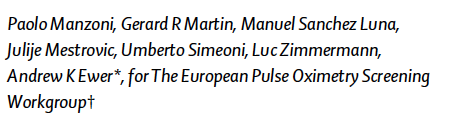 Paolo Manzoni, Gerard R Martin, Manuel Sanchez Luna,
Julije Mestrovic, Umberto Simeoni, Luc Zimmermann,
Andrew K Ewer*, for The European Pulse Oximetry Screening
Workgroup†